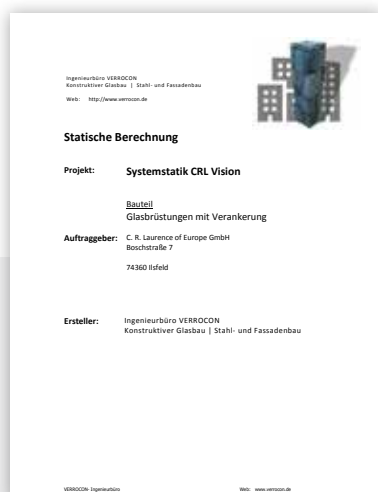 Ingenieurbüro VERROCON
Konstruktiver Glasbau | Stahl- und Fassadenbau
Web: http://www.verrocon.de
Statische Berechnung
Projekt: Systemstatik CRL Vision
Bauteil
Glasbrüstungen mit Verankerung
Auftraggeber: C. R. Laurence of Europe GmbH
Boschstraße 7
74360 Ilsfeld
Ersteller: Ingenieurbüro VERROCON
Konstruktiver Glasbau | Stahl- und Fassadenbau
VERROCON- Ingenieurbüro Web: www.verrocon.de